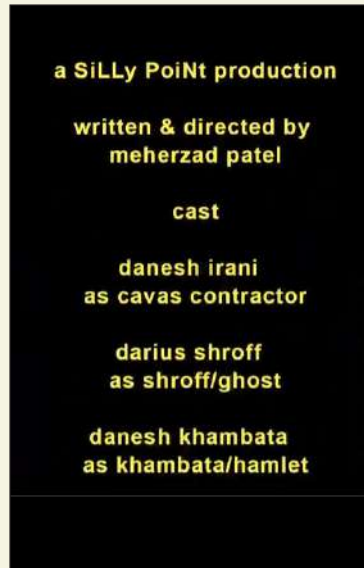 a SiLLy PoiNt production
written & directed by
meherzad patel
cast
danesh irani
as cavas contractor
darius shroff
as shroff/ghost
danesh khambata
as khambata/hamlet